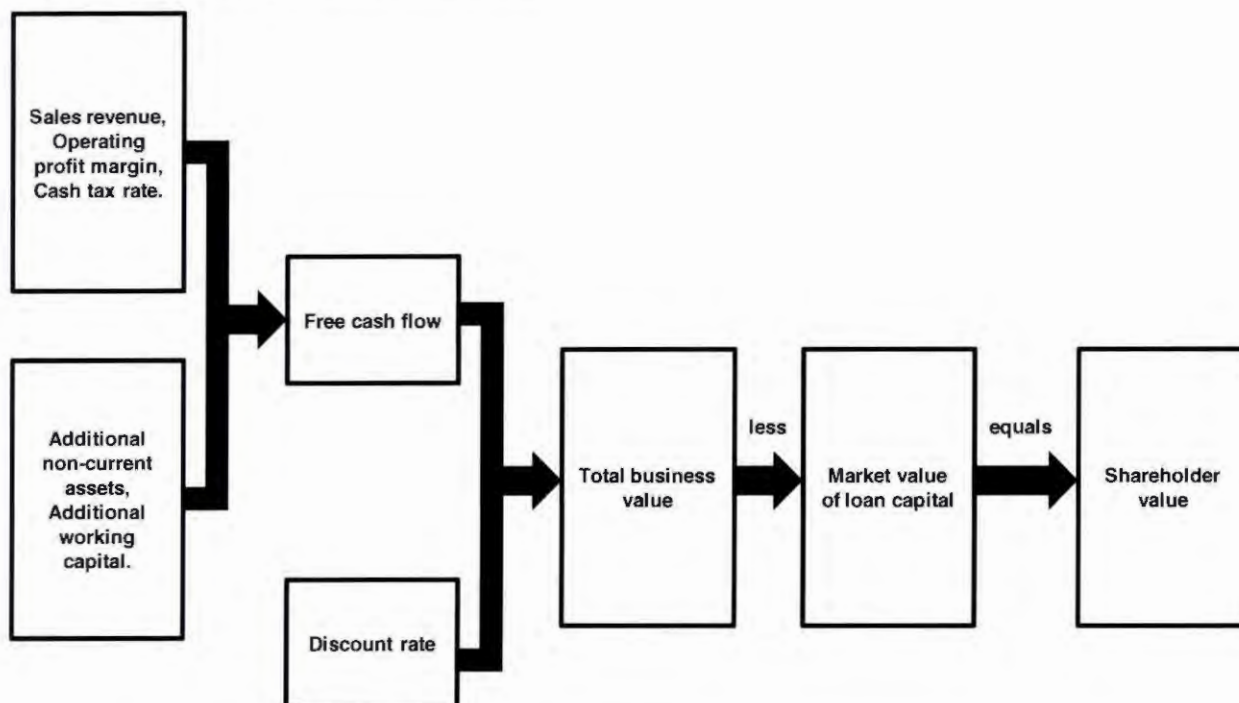 Sales revenue,
Operating
profit margin,
Cash tax rate.
Additional
non-current
assets,
Additional
working
capital.
Free cash flow
Discount rate
Total business
value
less
Market value
of loan capital
equals
Shareholder
value